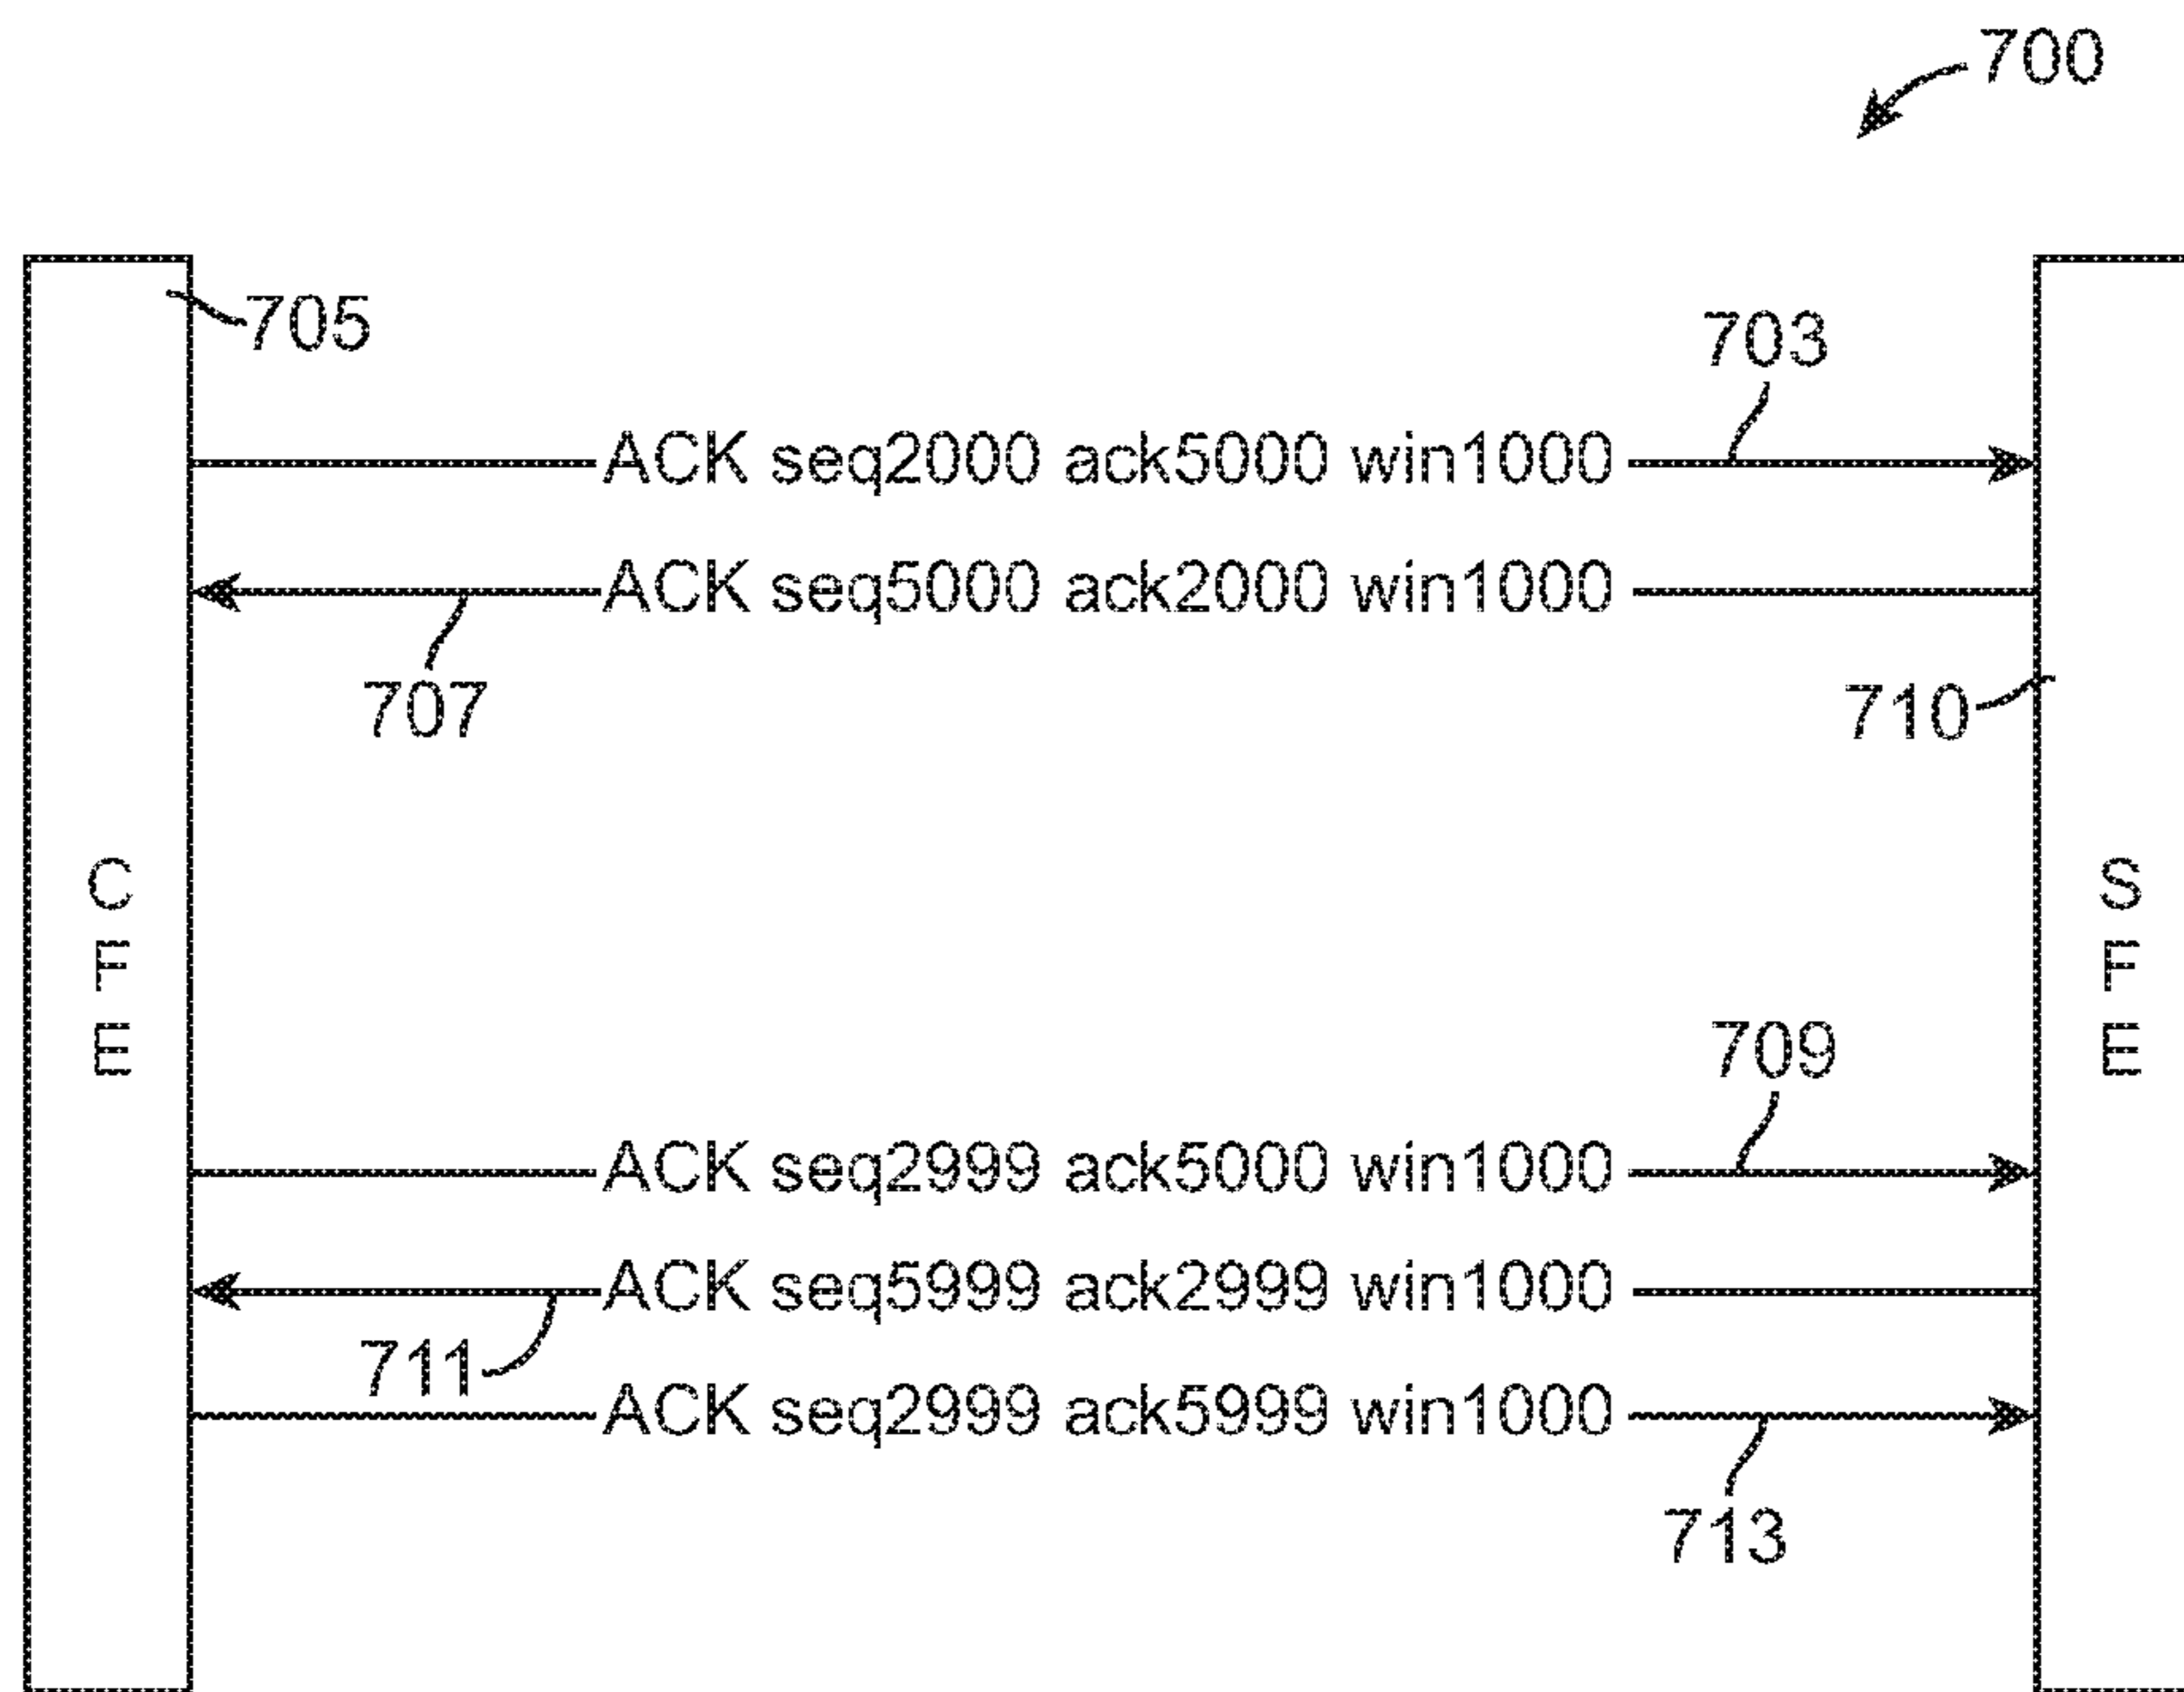 700
705
703
ACK seq2000 ack5000 win1000
ACK seq5000 ack2000 win1000
707
710
C
F
E
S
F
E
709
ACK seq2999 ack5000 win1000
ACK seq5999 ack2999 win1000
711
ACK seq2999 ack5999 win1000
713